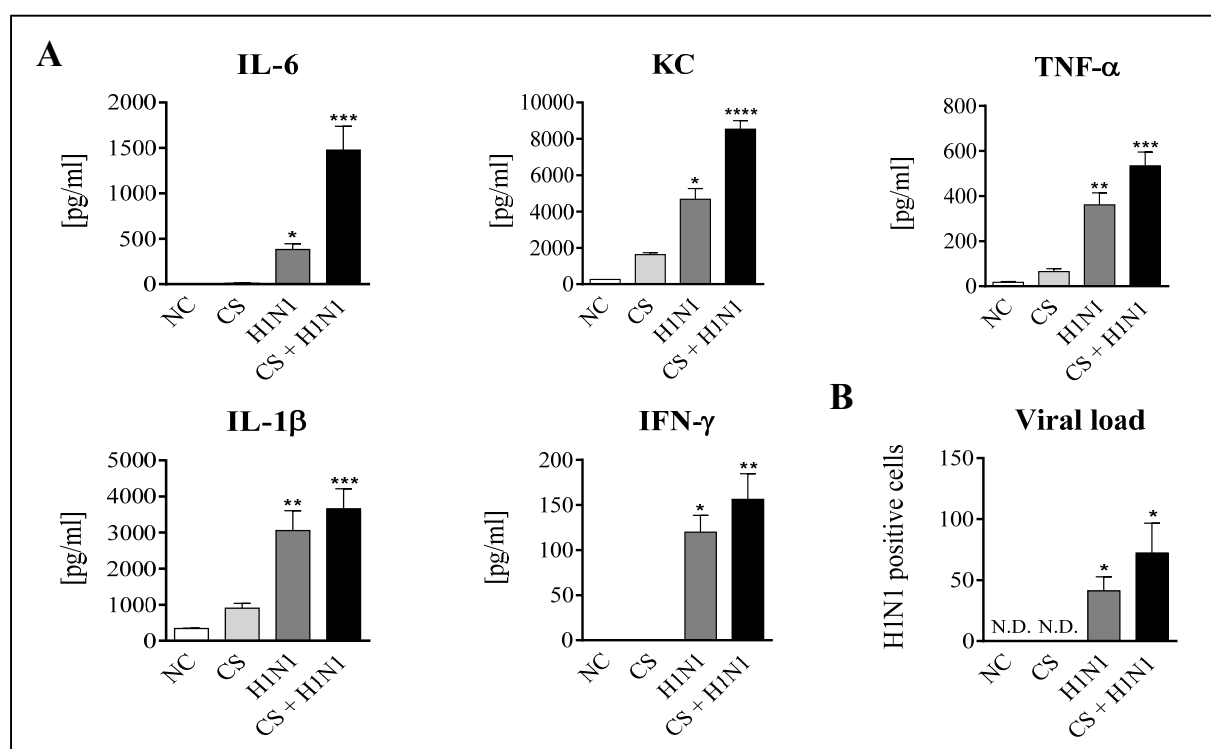 A
IL-6
[pg/ml]
2000
1500
1000
500
0
*
***
NC
CS
H1N1
CS + H1N1
KC
[pg/ml]
10000
8000
6000
4000
2000
0
*
****
NC
CS
H1N1
CS + H1N1
TNF-α
[pg/ml]
800
600
400
200
0
**
***
NC
CS
H1N1
CS + H1N1
IL-1β
[pg/ml]
5000
4000
3000
2000
1000
0
**
***
NC
CS
H1N1
CS + H1N1
IFN-γ
[pg/ml]
200
150
100
50
0
*
**
NC
CS
H1N1
CS + H1N1
B
Viral load
H1N1 positive cells
150
100
50
0
N.D. N.D.
*
*
NC
CS
H1N1
CS + H1N1